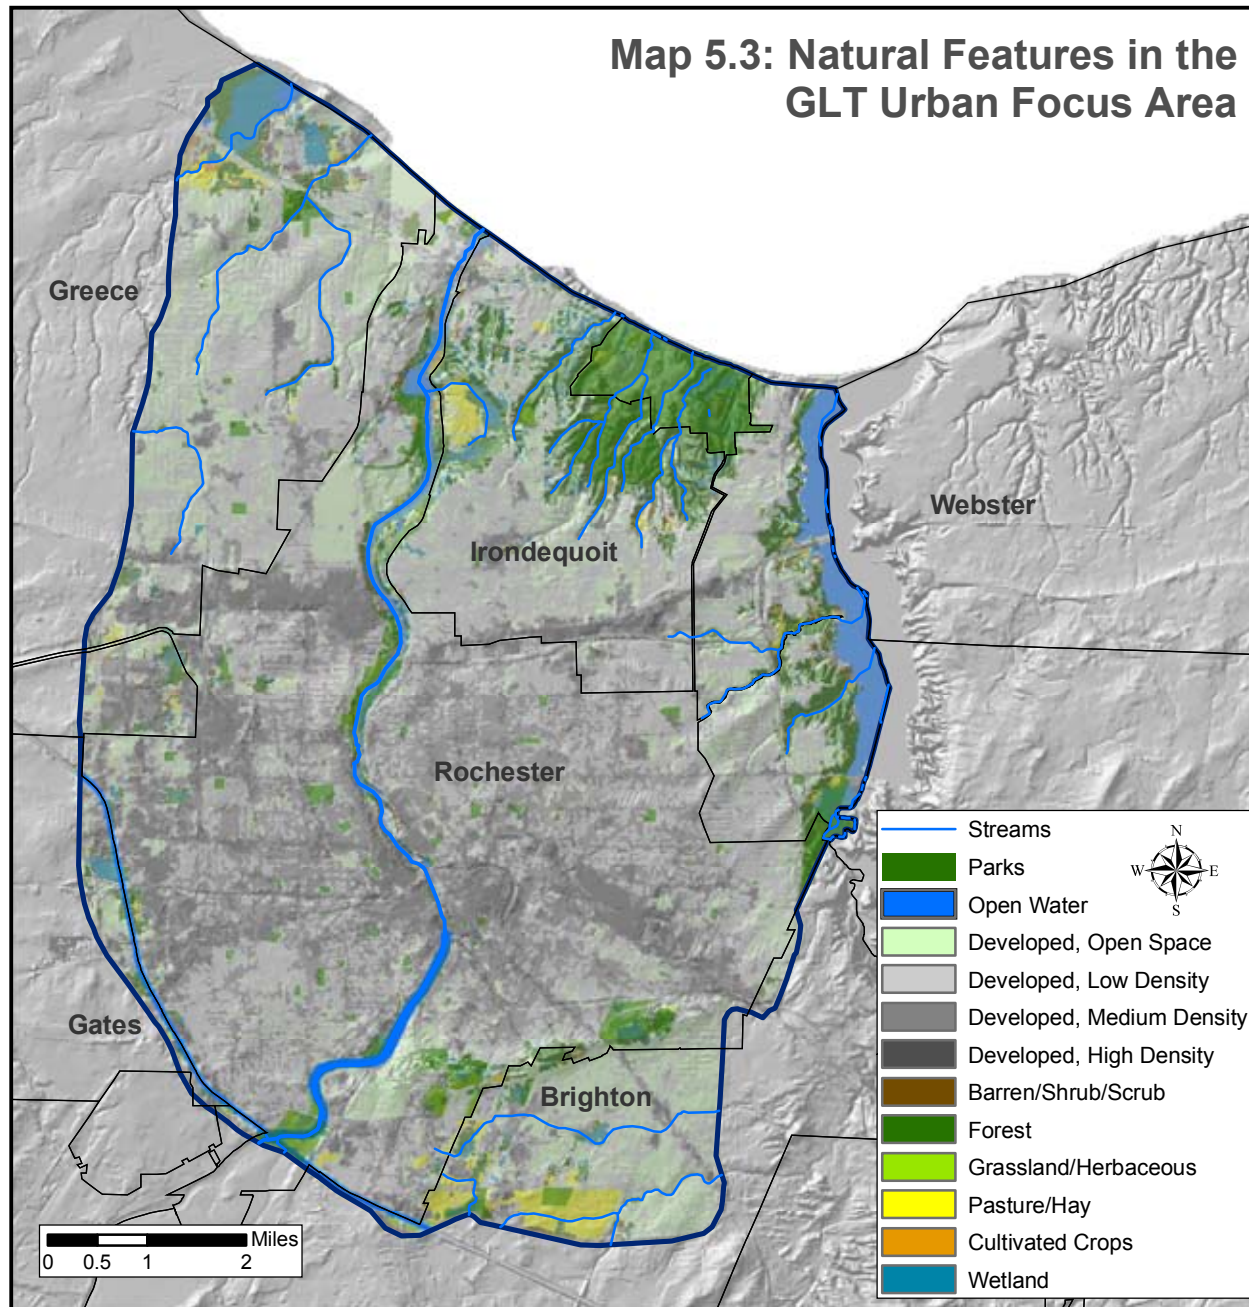 Map 5.3: Natural Features in the
GLT Urban Focus Area
Greece
Webster
Irondequoit
Rochester
Gates
Brighton
Streams
Parks
Open Water
Developed, Open Space
Developed, Low Density
Developed, Medium Density
Developed, High Density
Barren/Shrub/Scrub
Forest
Grassland/Herbaceous
Pasture/Hay
Cultivated Crops
Wetland
N
W E
S
Miles
0 0.5 1 2